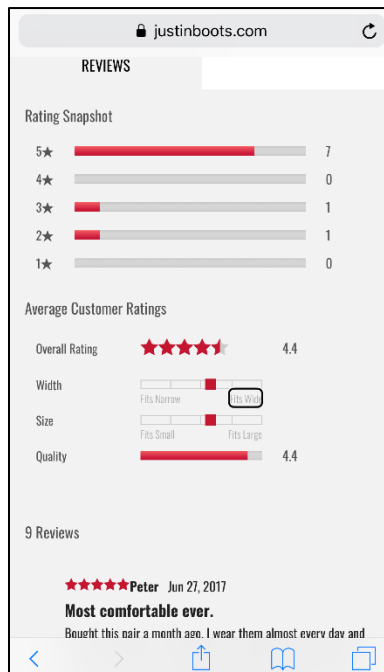 justinboots.com
REVIEWS
Rating Snapshot
5★ 7
4★ 0
3★ 1
2★ 1
1★ 0
Average Customer Ratings
Overall Rating 4.4
Width
Fits Narrow Fits Wide
Size
Fits Small Fits Large
Quality 4.4
9 Reviews
★★★★★Peter Jun 27, 2017
Most comfortable ever.
Bought this pair a month ago. I wear them almost every day and